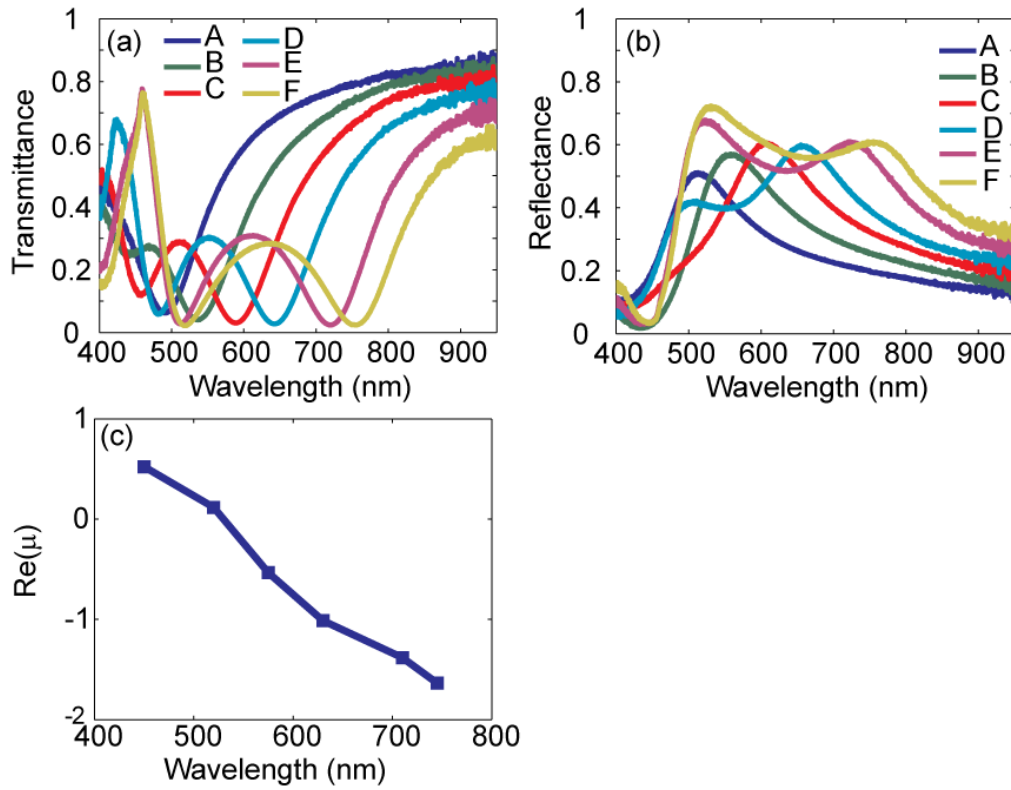 (a)
A
B
C
D
E
F
Transmittance
1
0.8
0.6
0.4
0.2
0
400 500 600 700 800 900
Wavelength (nm)
(b)
A
B
C
D
E
F
Reflectance
1
0.8
0.6
0.4
0.2
0
400 500 600 700 800 900
Wavelength (nm)
(c)
Re(μ)
1
0
-1
-2
400 500 600 700 800
Wavelength (nm)